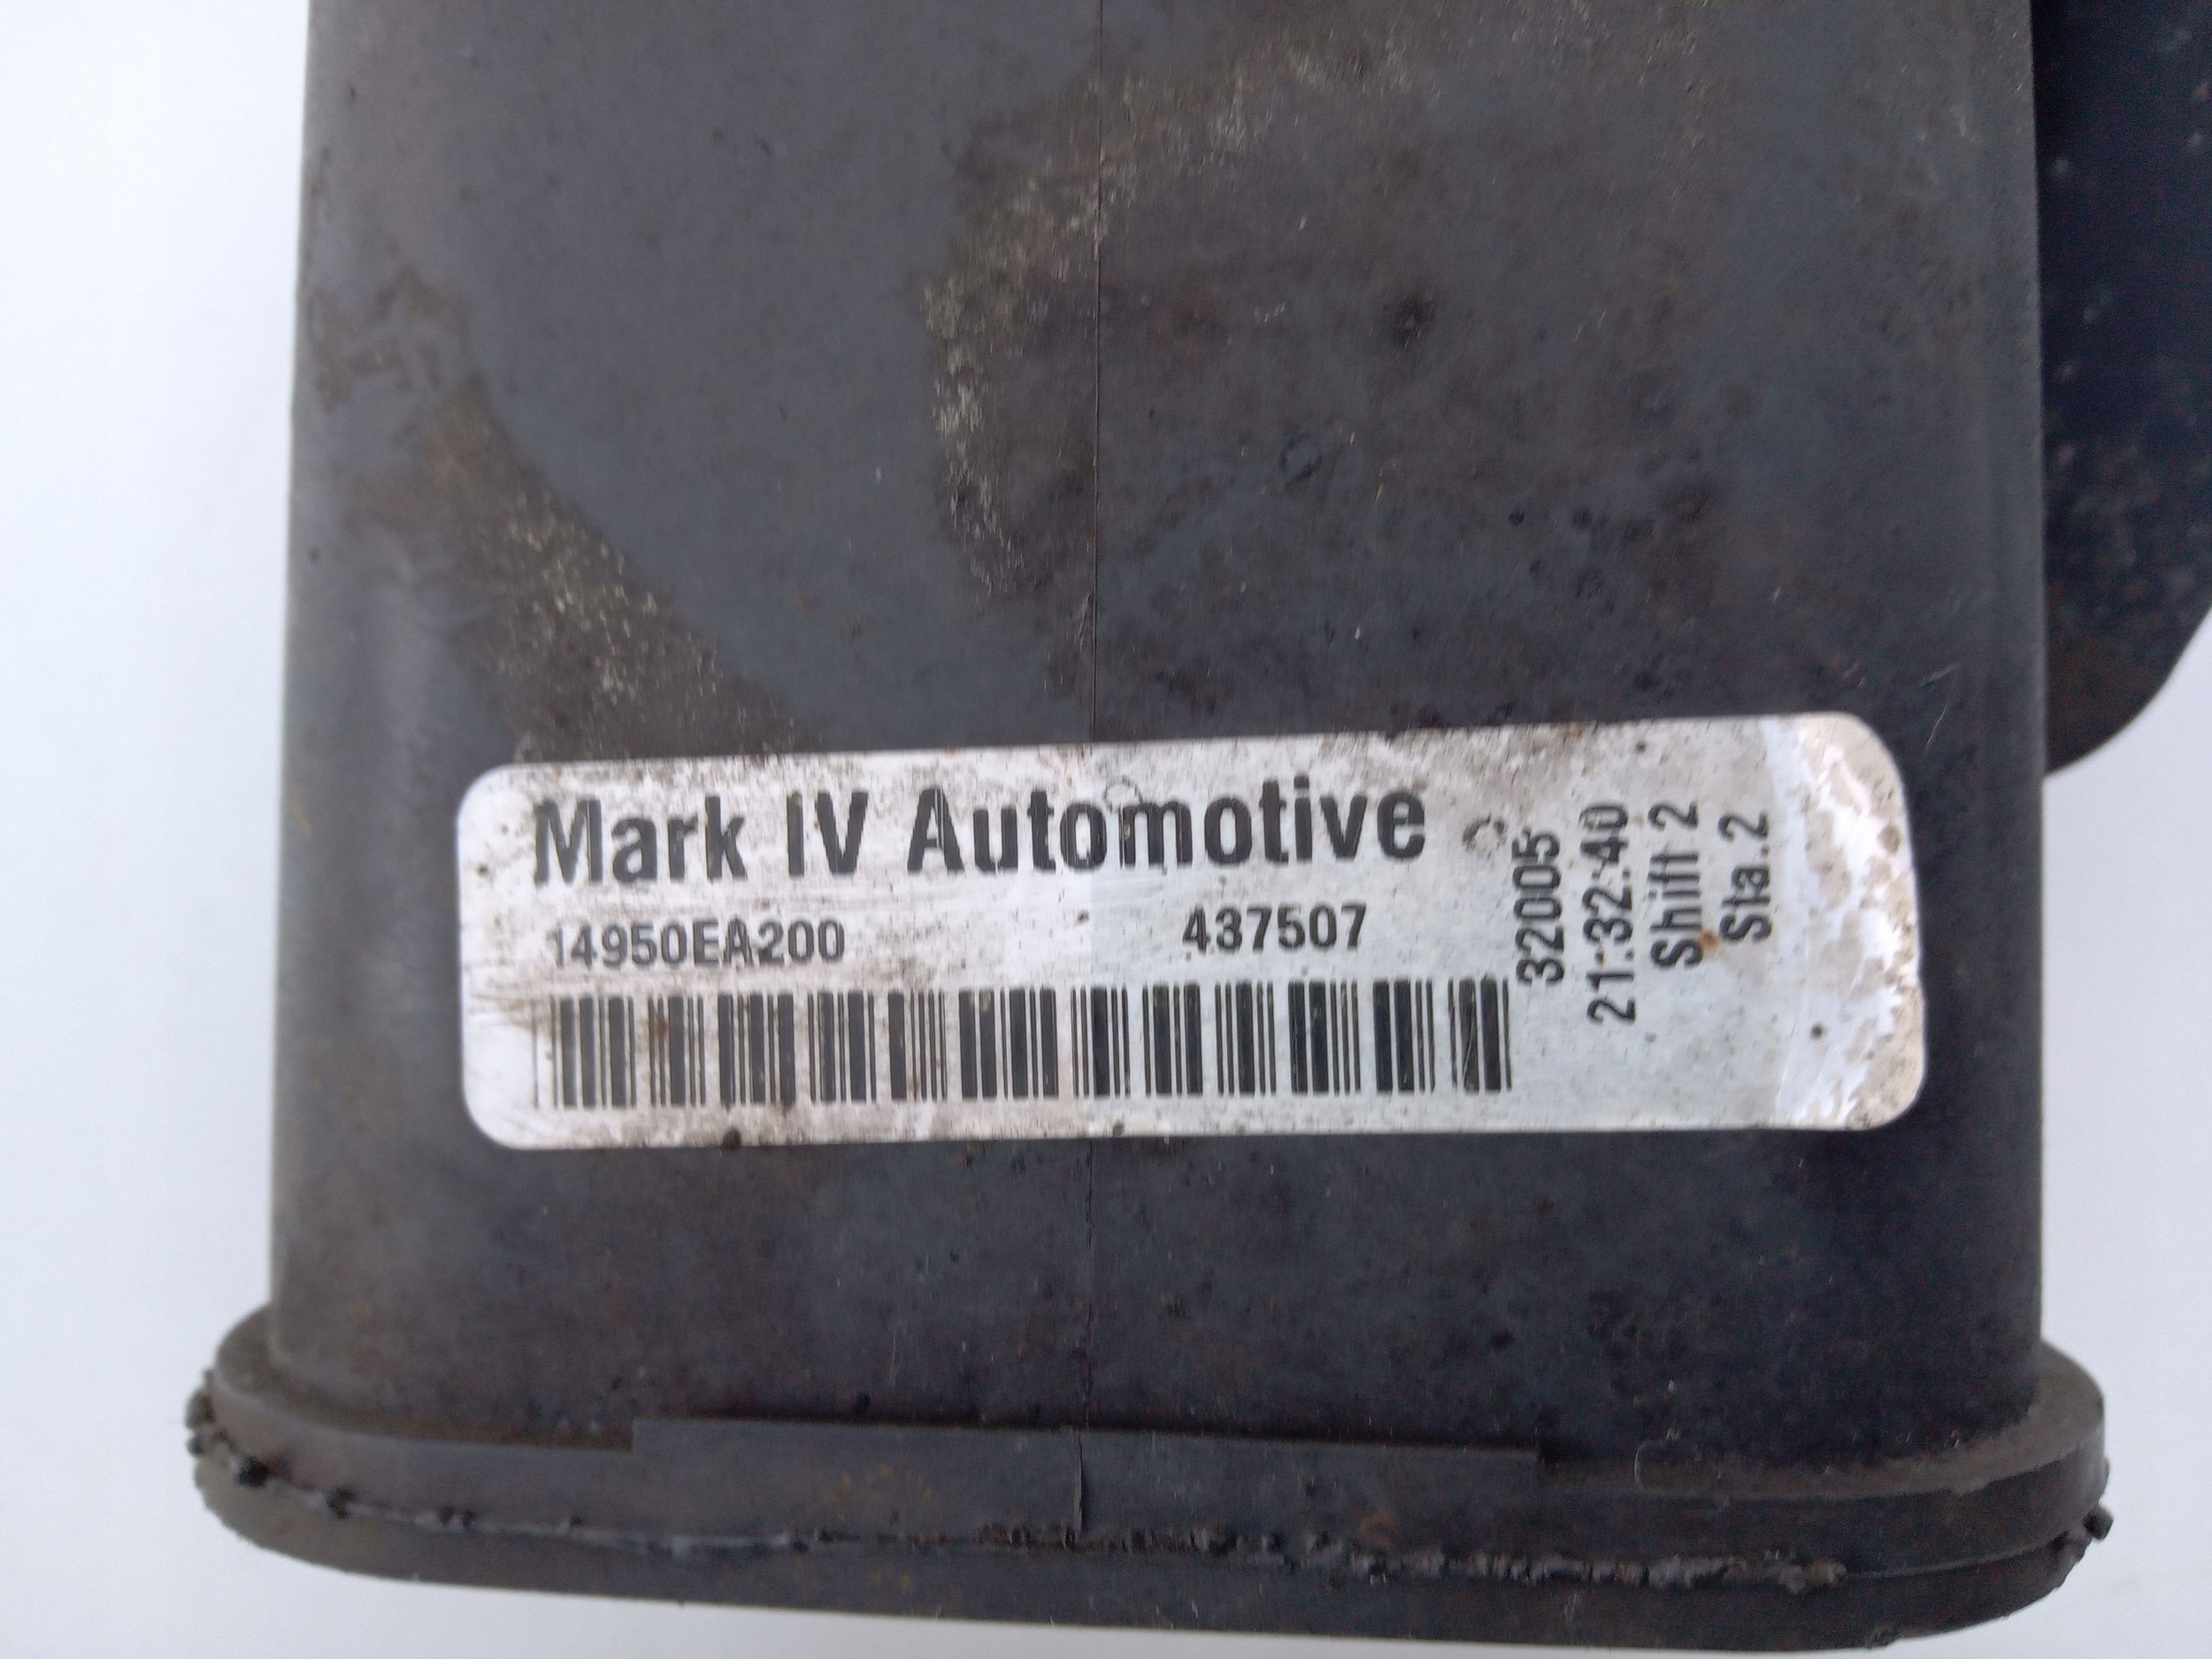 Mark IV Automotive
14950EA200 437507
32005
21:32:40
Shift 2
Sta.2